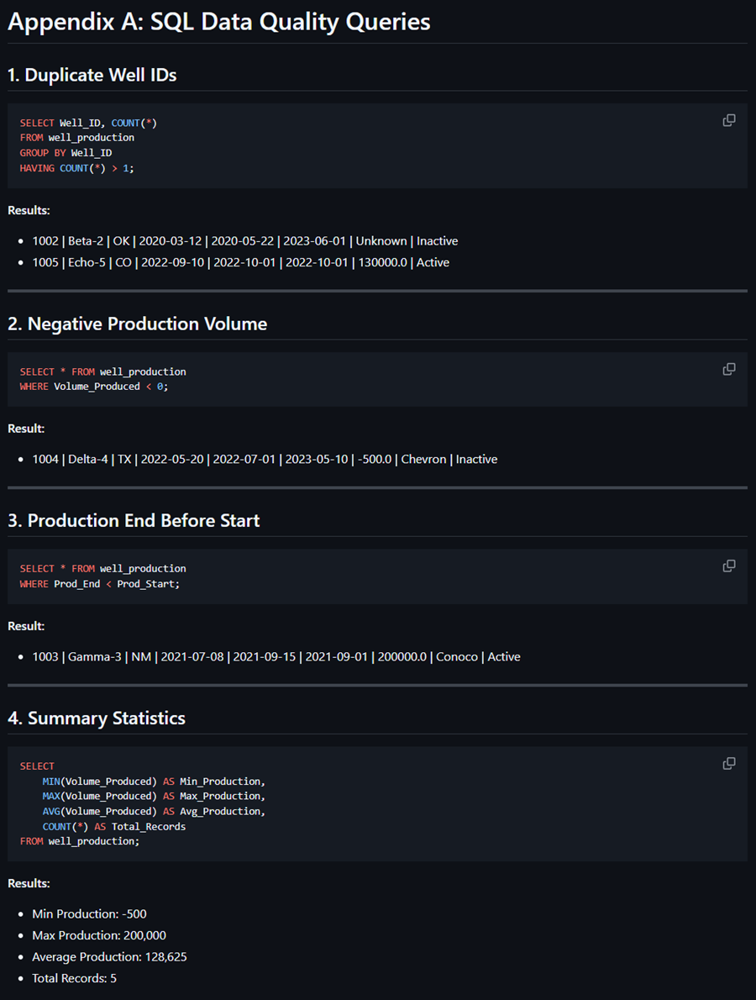 Appendix A: SQL Data Quality Queries
1. Duplicate Well IDs
SELECT Well_ID, COUNT(*)
FROM well_production
GROUP BY Well_ID
HAVING COUNT(*) > 1;
Results:
• 1002 | Beta-2 | OK | 2020-03-12 | 2020-05-22 | 2023-06-01 | Unknown | Inactive
• 1005 | Echo-5 | CO | 2022-09-10 | 2022-10-01 | 2022-10-01 | 130000.0 | Active
2. Negative Production Volume
SELECT * FROM well_production
WHERE Volume_Produced < 0;
Result:
• 1004 | Delta-4 | TX | 2022-05-20 | 2022-07-01 | 2023-05-10 | -500.0 | Chevron | Inactive
3. Production End Before Start
SELECT * FROM well_production
WHERE Prod_End < Prod_Start;
Result:
• 1003 | Gamma-3 | NM | 2021-07-08 | 2021-09-15 | 2021-09-01 | 200000.0 | Conoco | Active
4. Summary Statistics
SELECT
    MIN(Volume_Produced) AS Min_Production,
    MAX(Volume_Produced) AS Max_Production,
    AVG(Volume_Produced) AS Avg_Production,
    COUNT(*) AS Total_Records
FROM well_production;
Results:
• Min Production: -500
• Max Production: 200,000
• Average Production: 128,625
• Total Records: 5